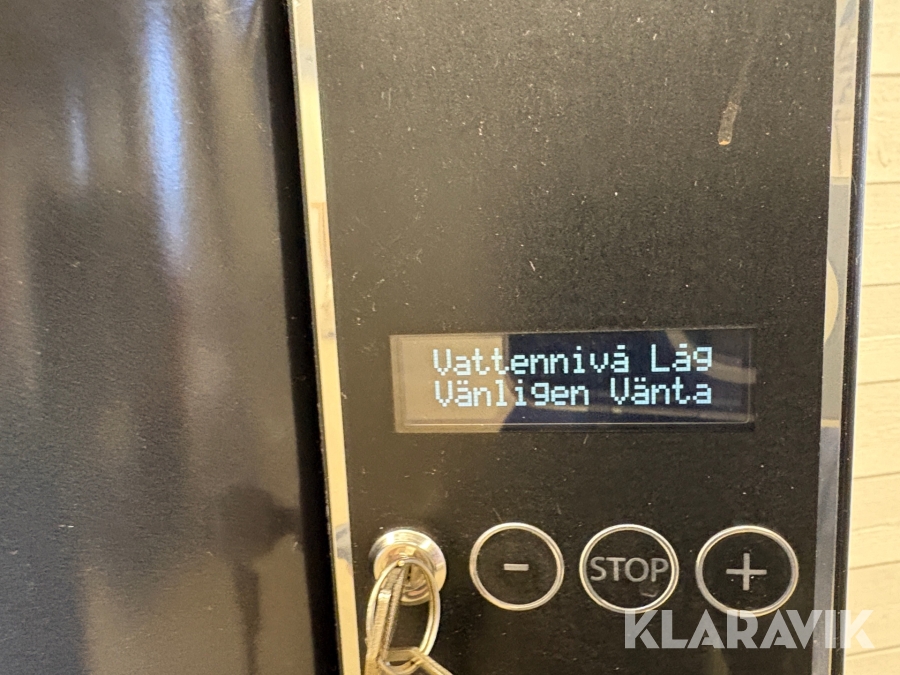 Vattennivå Låg
Vänligen Vänta
- STOP +
KLARAVIK